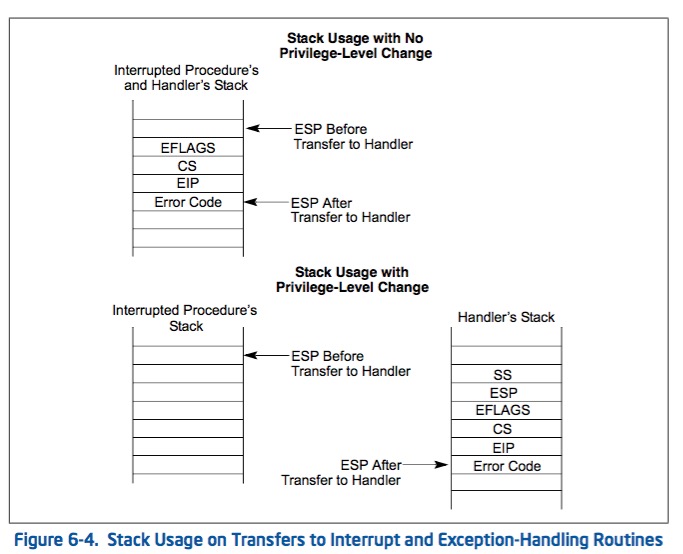 Stack Usage with No
Privilege-Level Change
Interrupted Procedure's
and Handler's Stack
ESP Before
Transfer to Handler
EFLAGS
CS
EIP
Error Code
ESP After
Transfer to Handler
Stack Usage with
Privilege-Level Change
Interrupted Procedure's
Stack
Handler's Stack
ESP Before
Transfer to Handler
SS
ESP
EFLAGS
CS
EIP
Error Code
ESP After
Transfer to Handler
Figure 6-4. Stack Usage on Transfers to Interrupt and Exception-Handling Routines